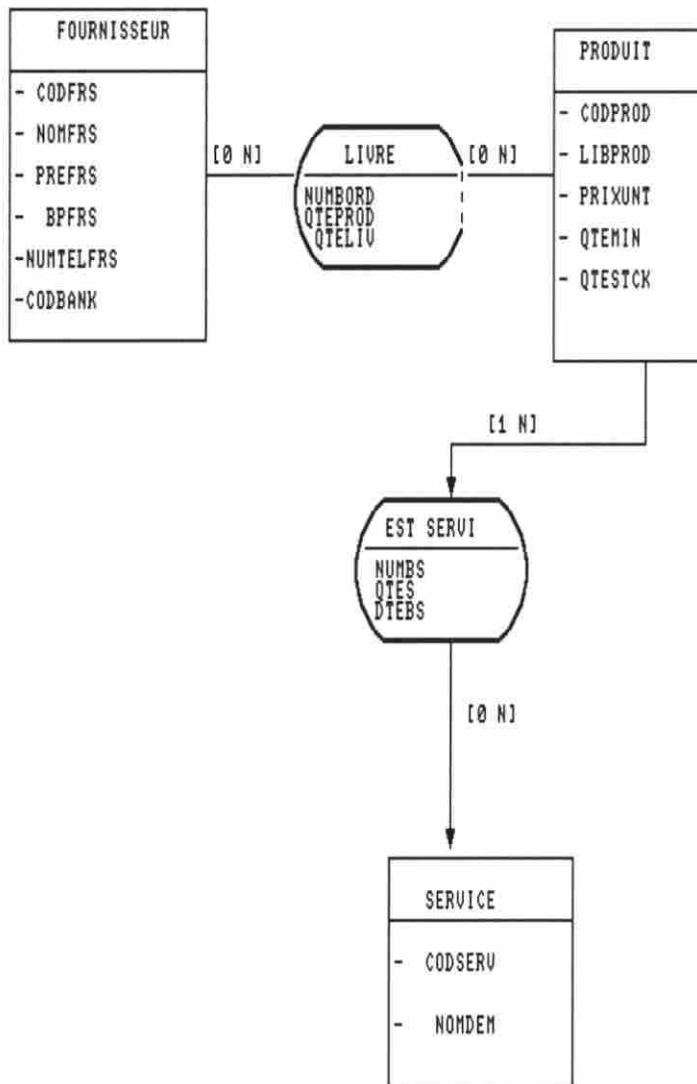 FOURNISSEUR
- CODFRS
- NOMFRS
- PREFRS
- BPFRS
-NUMTELFRS
-CODBANK
[0 N]
LIVRE
NUMBORD
QTEPROD
QTELIV
[0 N]
PRODUIT
- CODPROD
- LIBPROD
- PRIXUNT
- QTEMIN
- QTESTCK
[1 N]
EST SERVI
NUMBS
QTES
DTEBS
[0 N]
SERVICE
- CODSERV
- NOMDEM